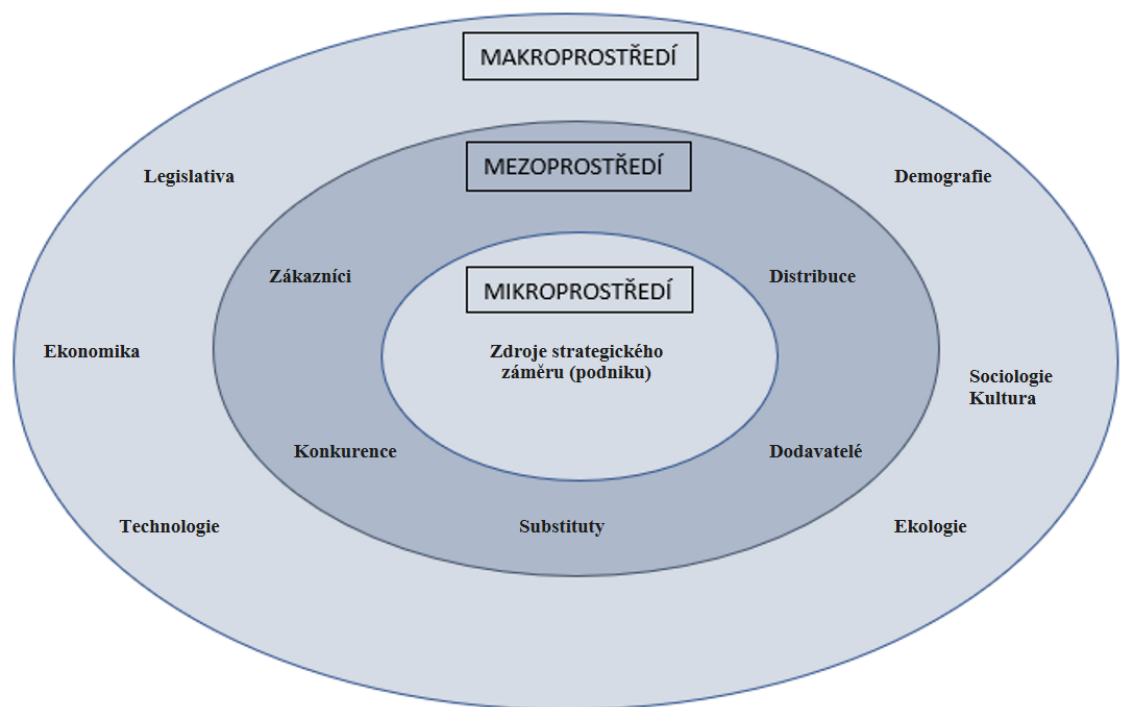 MAKROPROSTŘEDÍ
MEZOPROSTŘEDÍ
Legislativa
Demografie
Zákazníci
Distribuce
MIKROPROSTŘEDÍ
Ekonomika
Zdroje strategického
záměru (podniku)
Sociologie
Kultura
Konkurence
Dodavatelé
Technologie
Substituty
Ekologie